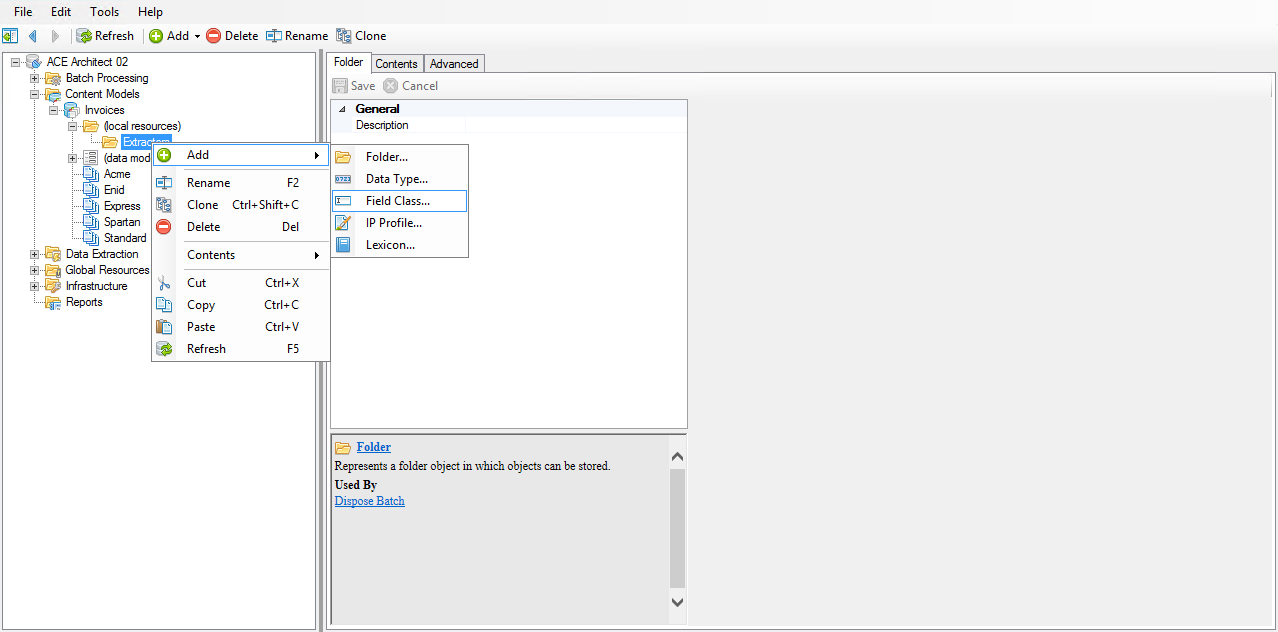 File Edit Tools Help
Refresh Add Delete Rename Clone
ACE Architect 02
Batch Processing
Content Models
Invoices
(local resources)
(data mod
Acme
Enid
Express
Spartan
Standard
Data Extraction
Global Resources
Infrastructure
Reports
Add
Rename F2
Clone Ctrl+Shift+C
Delete Del
Contents
Cut Ctrl+X
Copy Ctrl+C
Paste Ctrl+V
Refresh F5
Folder...
Data Type...
Field Class...
IP Profile...
Lexicon...
Folder Contents Advanced
Save Cancel
General
Description
Folder
Represents a folder object in which objects can be stored.
Used By
Dispose Batch